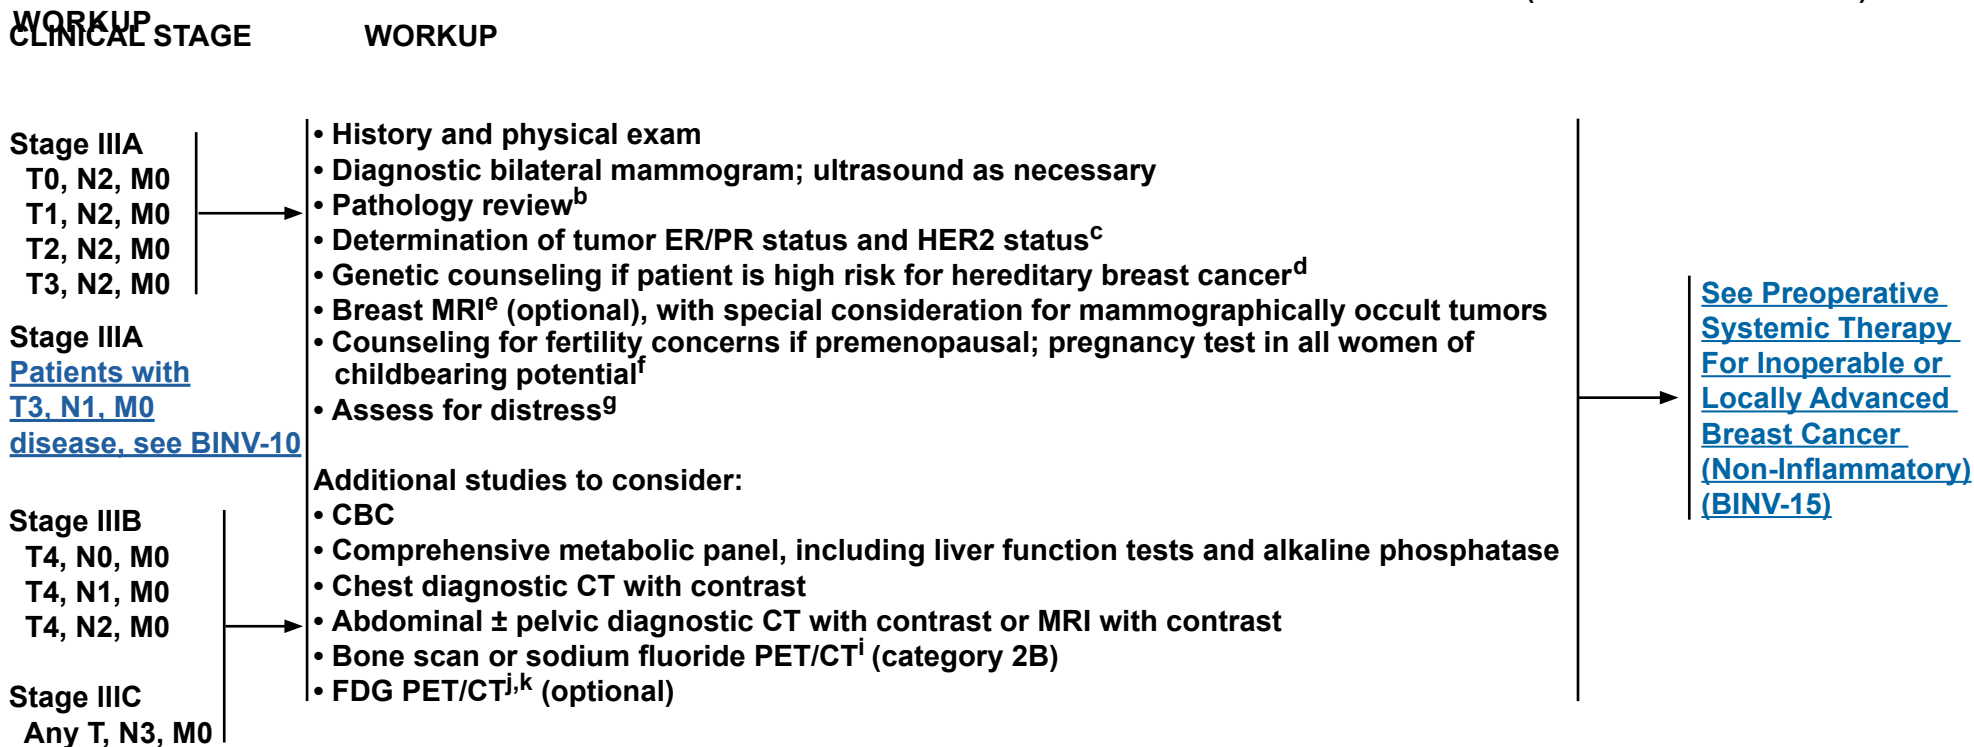 WORKUP
CLINICAL STAGE
WORKUP
Stage IIIA
T0, N2, M0
T1, N2, M0
T2, N2, M0
T3, N2, M0
Stage IIIA
Patients with
T3, N1, M0
disease, see BINV-10
Stage IIIB
T4, N0, M0
T4, N1, M0
T4, N2, M0
Stage IIIC
Any T, N3, M0
• History and physical exam
• Diagnostic bilateral mammogram; ultrasound as necessary
• Pathology reviewb
• Determination of tumor ER/PR status and HER2 statusc
• Genetic counseling if patient is high risk for hereditary breast cancerd
• Breast MRIe (optional), with special consideration for mammographically occult tumors
• Counseling for fertility concerns if premenopausal; pregnancy test in all women of
childbearing potentialf
• Assess for distressg
Additional studies to consider:
• CBC
• Comprehensive metabolic panel, including liver function tests and alkaline phosphatase
• Chest diagnostic CT with contrast
• Abdominal ± pelvic diagnostic CT with contrast or MRI with contrast
• Bone scan or sodium fluoride PET/CTi (category 2B)
• FDG PET/CTj,k (optional)
See Preoperative
Systemic Therapy
For Inoperable or
Locally Advanced
Breast Cancer
(Non-Inflammatory)
(BINV-15)